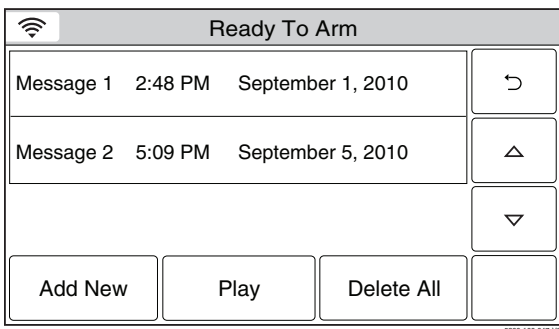 Ready To Arm
Message 1 2:48 PM September 1, 2010
Message 2 5:09 PM September 5, 2010
Add New Play Delete All